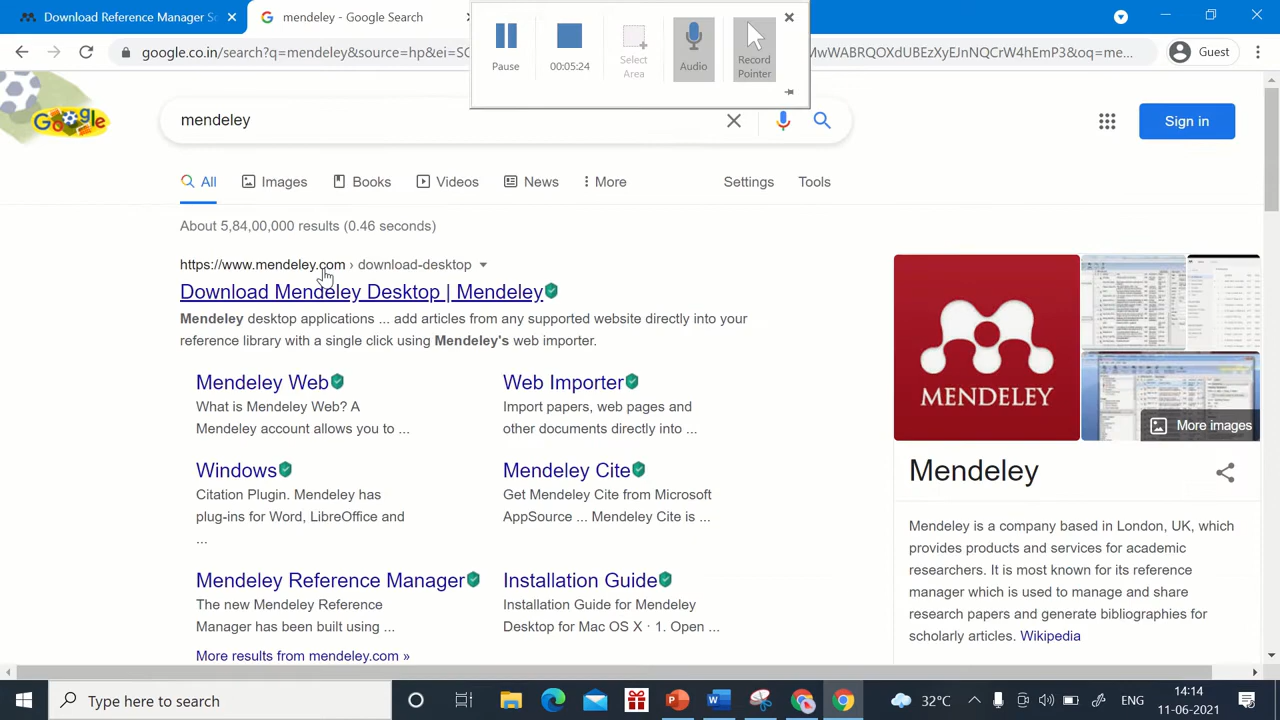 Download Reference Manager So
mendeley - Google Search
google.co.in/search?q=mendeley&source=hp&ei=SC
MwWABRQOXdUBEzXyEJnNQCrW4hEmP3&oq=me...
Guest
Pause
00:05:24
Select Area
Audio
Record Pointer
Google
mendeley
Sign in
All
Images
Books
Videos
News
More
Settings
Tools
About 5,84,00,000 results (0.46 seconds)
https://www.mendeley.com › download-desktop
Download Mendeley Desktop | Mendeley
Mendeley desktop applications ... add articles from any supported website directly into your
reference library with a single click using Mendeley's web importer.
Mendeley Web
What is Mendeley Web? A
Mendeley account allows you to ...
Web Importer
Import papers, web pages and
other documents directly into ...
Windows
Citation Plugin. Mendeley has
plug-ins for Word, LibreOffice and
...
Mendeley Cite
Get Mendeley Cite from Microsoft
AppSource ... Mendeley Cite is ...
Mendeley Reference Manager
The new Mendeley Reference
Manager has been built using ...
Installation Guide
Installation Guide for Mendeley
Desktop for Mac OS X · 1. Open ...
More results from mendeley.com »
MENDELEY
More images
Mendeley
Mendeley is a company based in London, UK, which
provides products and services for academic
researchers. It is most known for its reference
manager which is used to manage and share
research papers and generate bibliographies for
scholarly articles. Wikipedia
Type here to search
32°C
ENG
14:14
11-06-2021